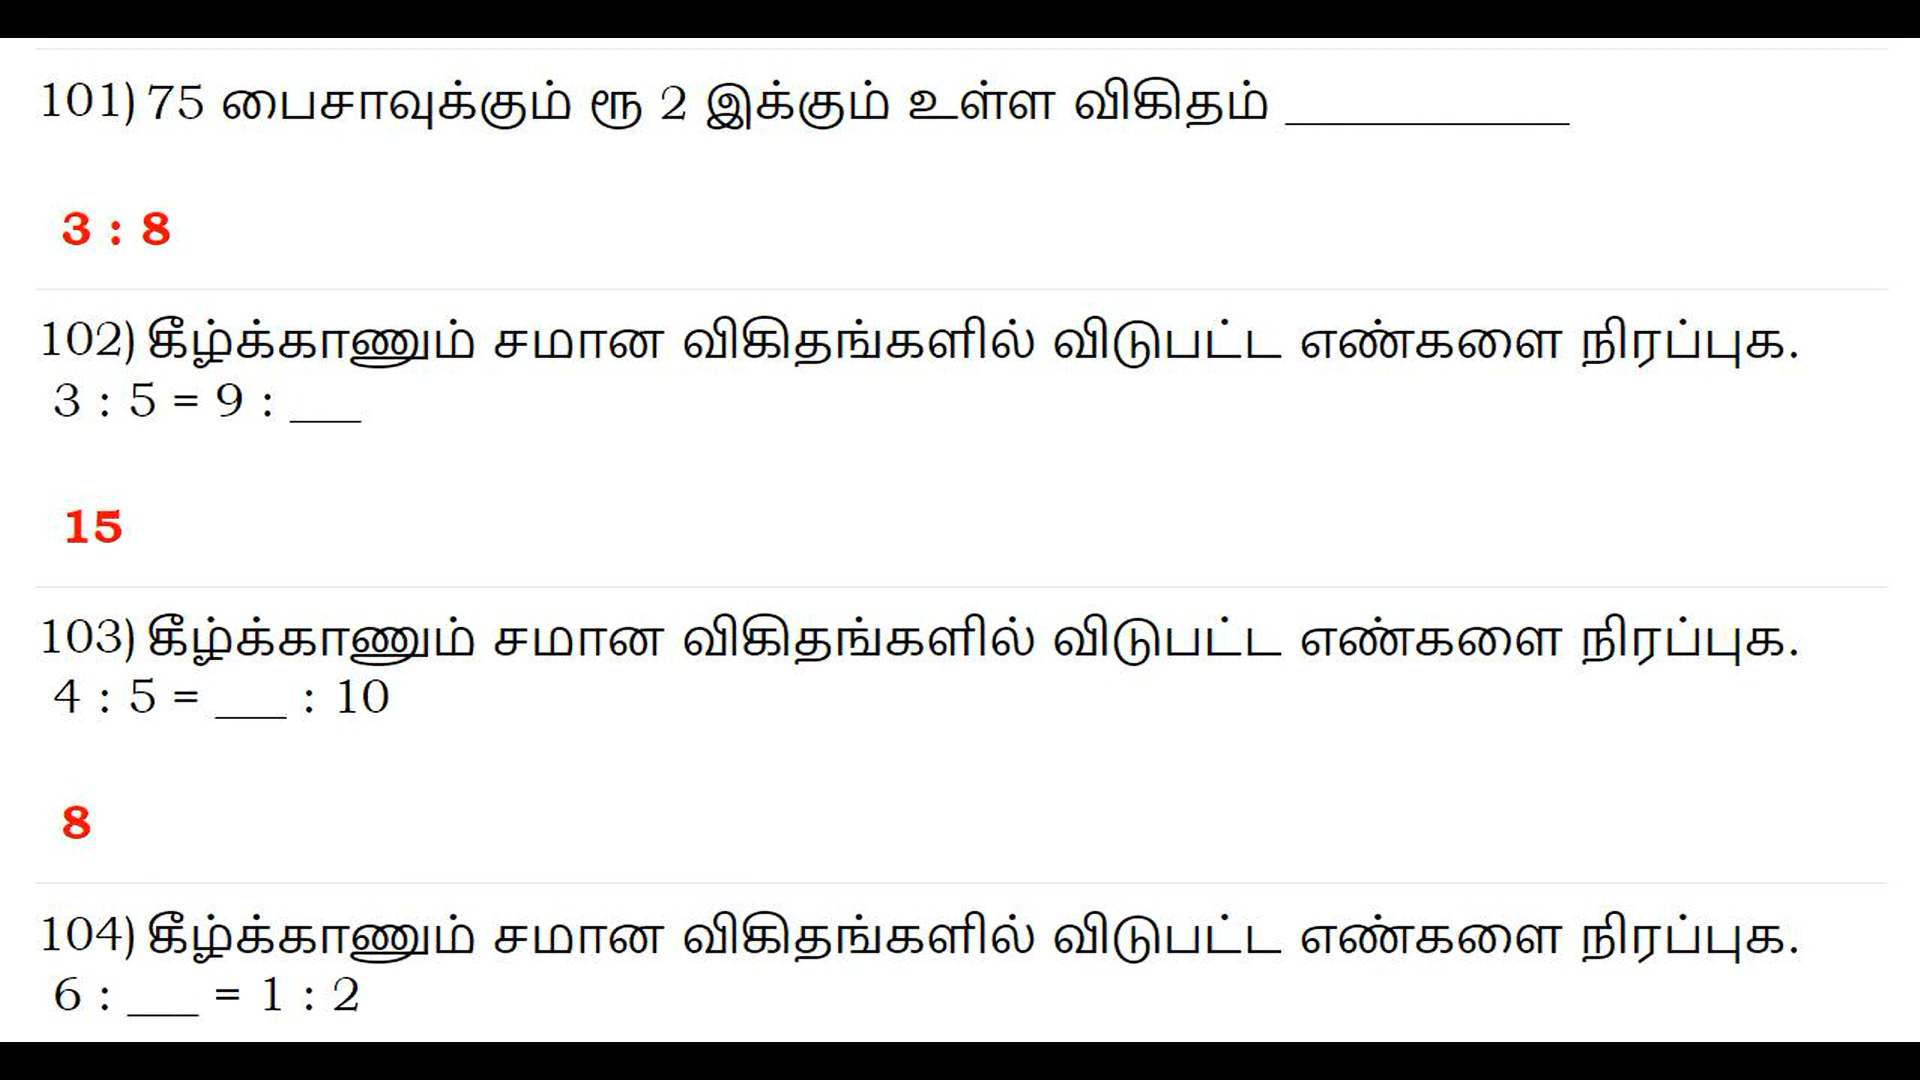 101) 75 பைசாவுக்கும் ரூ 2 இக்கும் உள்ள விகிதம் ____________
3 : 8
102) கீழ்க்காணும் சமான விகிதங்களில் விடுபட்ட எண்களை நிரப்புக.
3 : 5 = 9 : ___
15
103) கீழ்க்காணும் சமான விகிதங்களில் விடுபட்ட எண்களை நிரப்புக.
4 : 5 = ___ : 10
8
104) கீழ்க்காணும் சமான விகிதங்களில் விடுபட்ட எண்களை நிரப்புக.
6 : ___ = 1 : 2